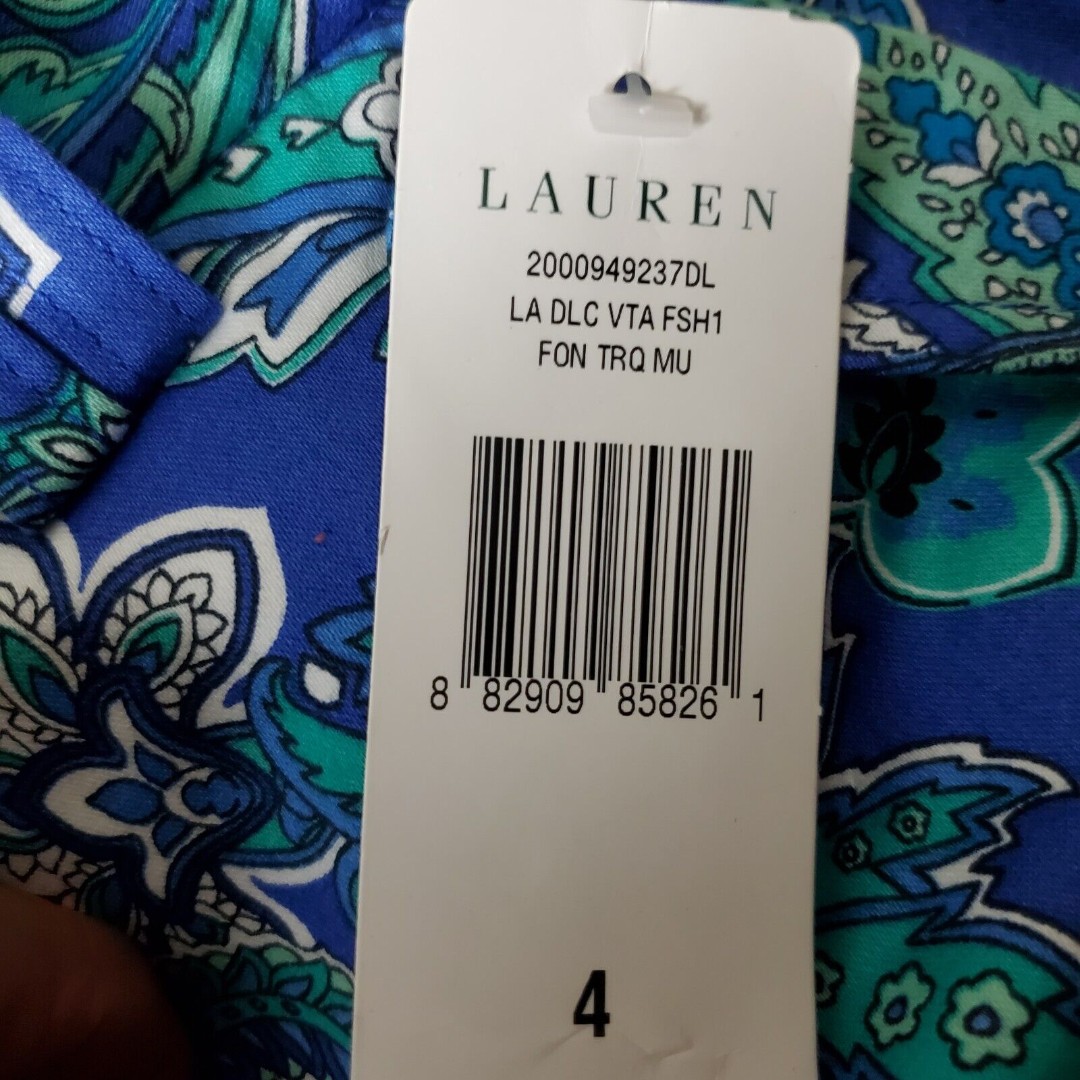 LAUREN
2000949237DL
LA DLC VTA FSH1
FON TRQ MU
8 82909 85826 1
4